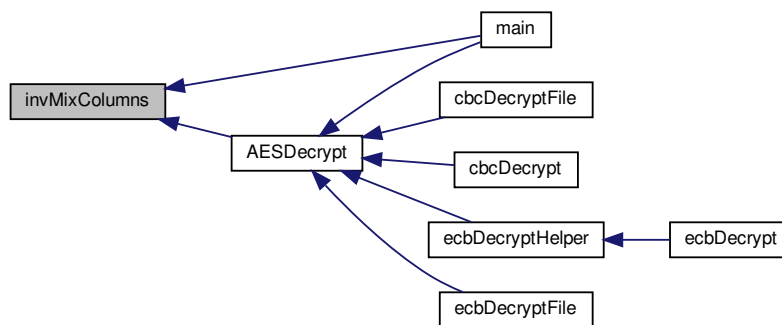 main
cbcDecryptFile
invMixColumns
AESDecrypt
cbcDecrypt
ecbDecryptHelper
ecbDecrypt
ecbDecryptFile